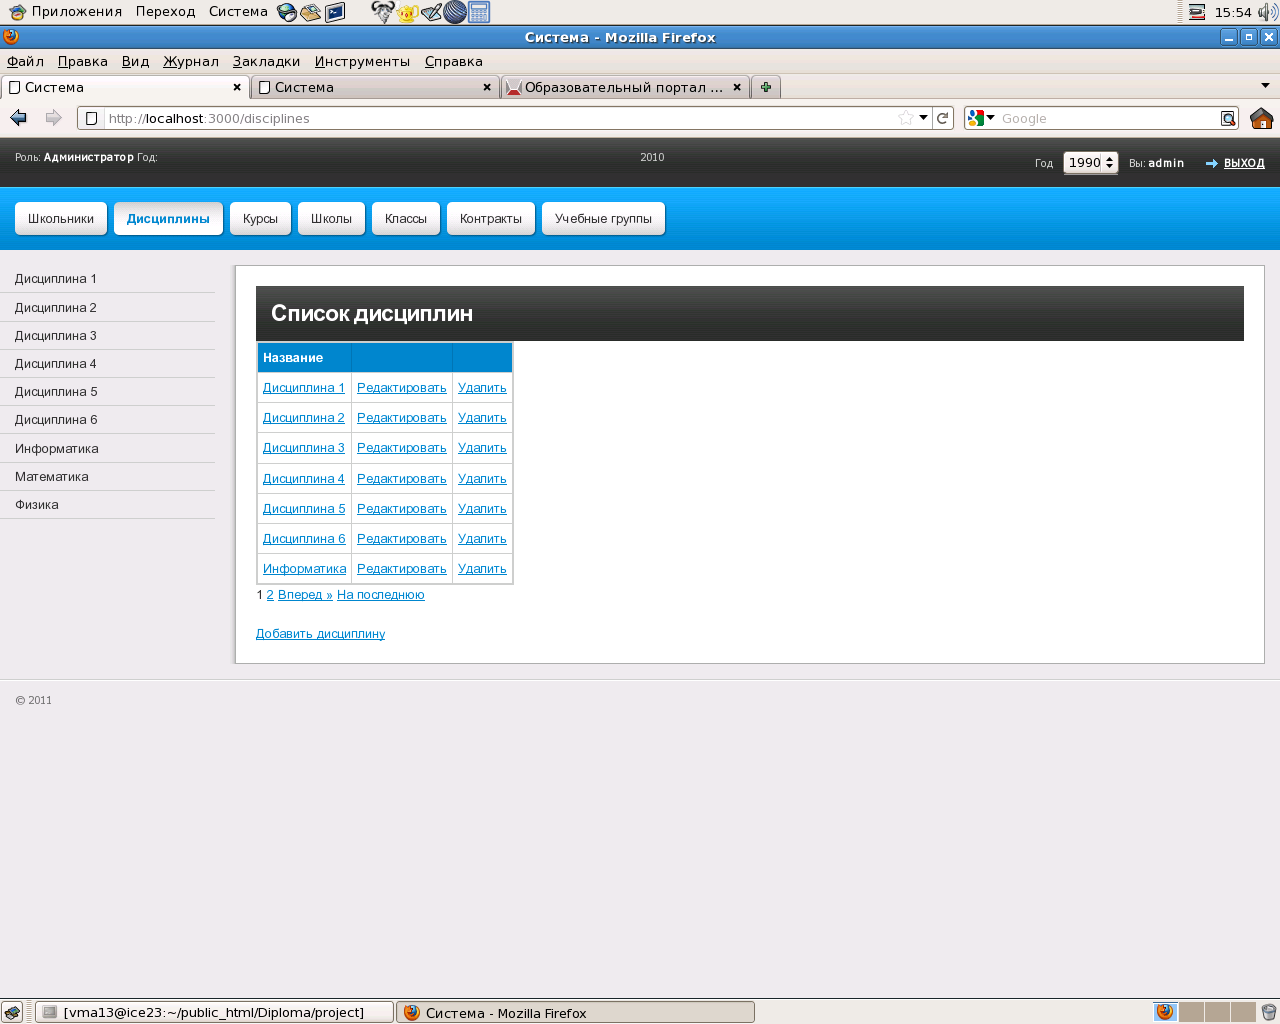 Приложения Переход Система 15:54
Система - Mozilla Firefox
Файл Правка Вид Журнал Закладки Инструменты Справка
Система Система Образовательный портал ...
http://localhost:3000/disciplines Google
Роль: Администратор Год: 2010 Год 1990 Вы: admin ВЫХОД
Школьники Дисциплины Курсы Школы Классы Контракты Учебные группы
Дисциплина 1
Дисциплина 2
Дисциплина 3
Дисциплина 4
Дисциплина 5
Дисциплина 6
Информатика
Математика
Физика
Список дисциплин
Название
Дисциплина 1 Редактировать Удалить
Дисциплина 2 Редактировать Удалить
Дисциплина 3 Редактировать Удалить
Дисциплина 4 Редактировать Удалить
Дисциплина 5 Редактировать Удалить
Дисциплина 6 Редактировать Удалить
Информатика Редактировать Удалить
1 2 Вперед » На последнюю
Добавить дисциплину
© 2011
[vma13@ice23:~/public_html/Diploma/project] Система - Mozilla Firefox